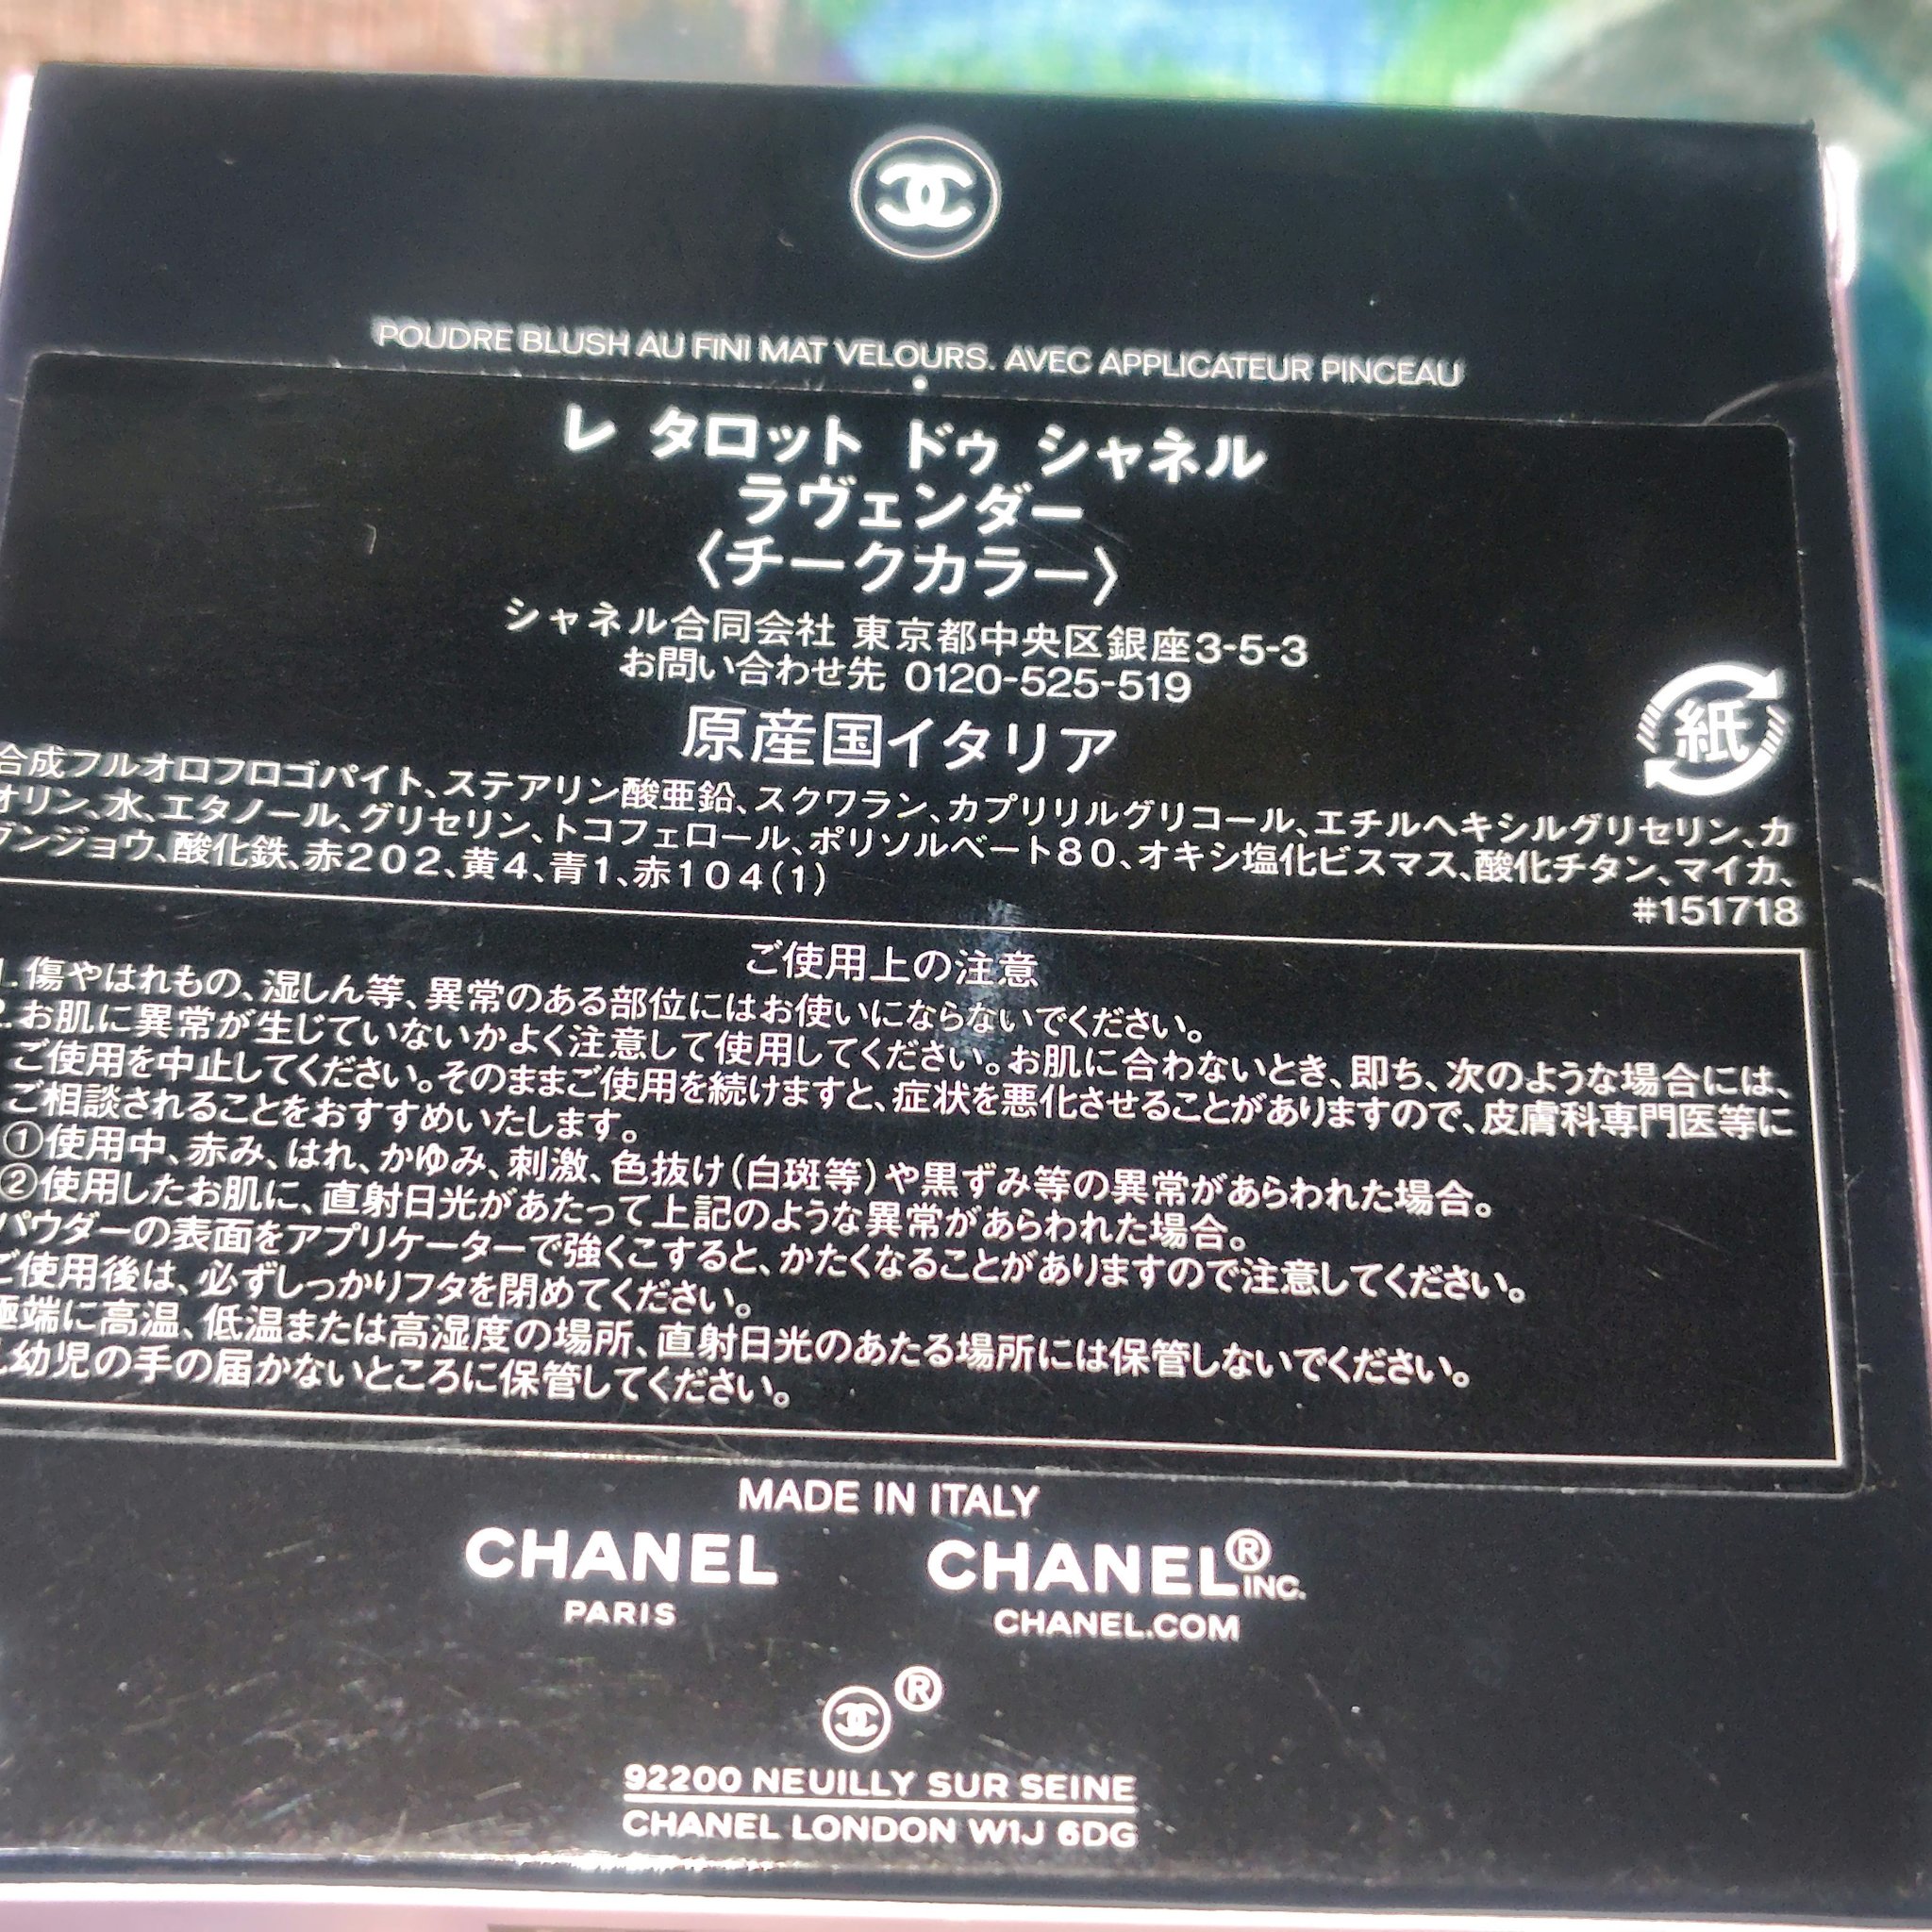 POUDRE BLUSH AU FINI MAT VELOURS. AVEC APPLICATEUR PINCEAU
レ タロット ドゥ シャネル
ラヴェンダー
〈チークカラー〉
シャネル合同会社 東京都中央区銀座3-5-3
お問い合わせ先 0120-525-519
原産国イタリア
紙
合成フルオロフロゴパイト、ステアリン酸亜鉛、スクワラン、カプリリルグリコール、エチルヘキシルグリセリン、カ
オリン、水、エタノール、グリセリン、トコフェロール、ポリソルベート80、オキシ塩化ビスマス、酸化チタン、マイカ、
グンジョウ、酸化鉄、赤202、黄4、青1、赤104(1)
#151718
ご使用上の注意
1. 傷やはれもの、湿しん等、異常のある部位にはお使いにならないでください。
2. お肌に異常が生じていないかよく注意して使用してください。お肌に合わないとき、即ち、次のような場合には、
ご使用を中止してください。そのままご使用を続けますと、症状を悪化させることがありますので、皮膚科専門医等に
ご相談されることをおすすめいたします。
①使用中、赤み、はれ、かゆみ、刺激、色抜け(白斑等)や黒ずみ等の異常があらわれた場合。
②使用したお肌に、直射日光があたって上記のような異常があらわれた場合。
パウダーの表面をアプリケーターで強くこすると、かたくなることがありますので注意してください。
ご使用後は、必ずしっかりフタを閉めてください。
極端に高温、低温または高湿度の場所、直射日光のあたる場所には保管しないでください。
幼児の手の届かないところに保管してください。
MADE IN ITALY
CHANEL CHANEL® INC.
PARIS CHANEL.COM
®
92200 NEUILLY SUR SEINE
CHANEL LONDON W1J 6DG